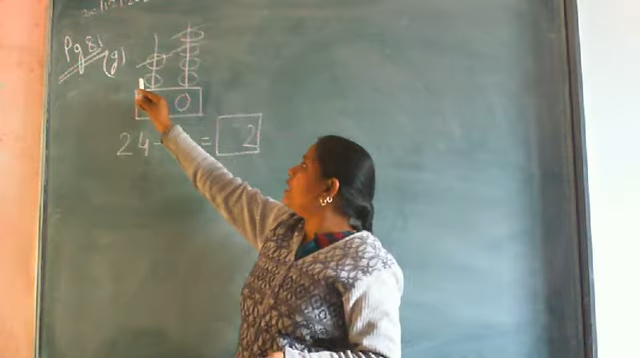 Pg 81
(g)
0
24- = 2